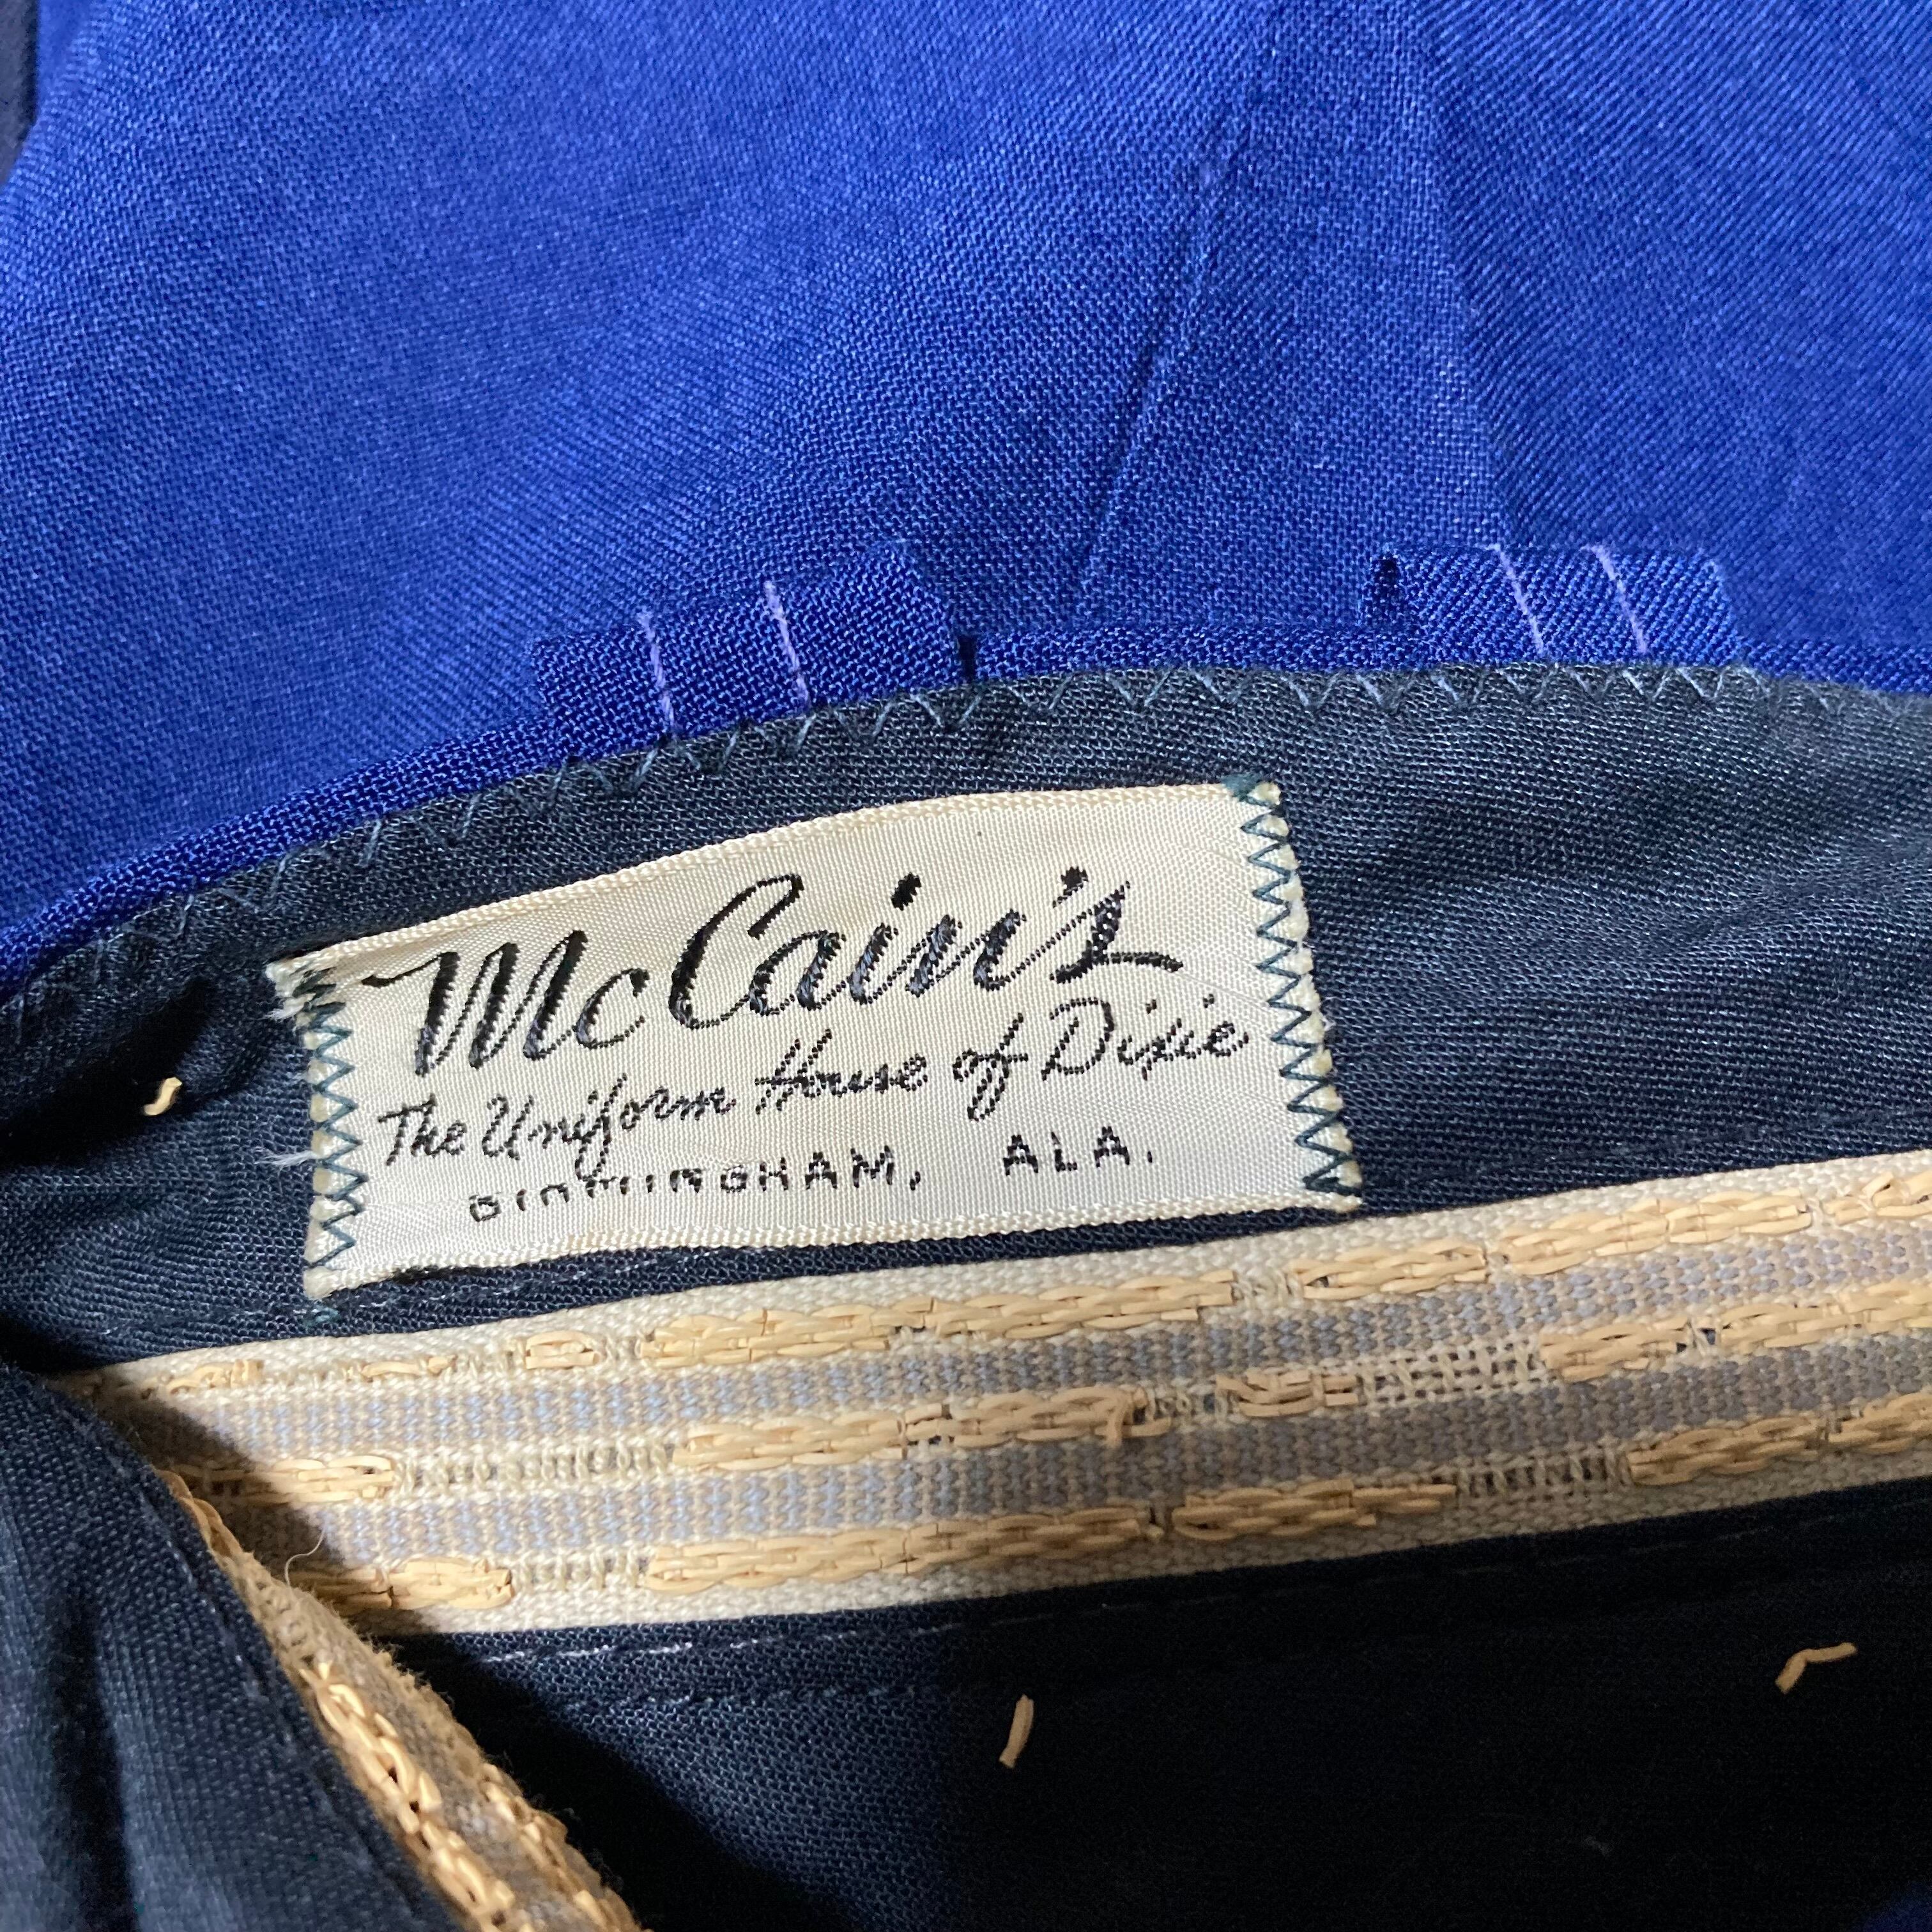 McCain's
The Uniform House of Dixie
BIRMINGHAM, ALA.